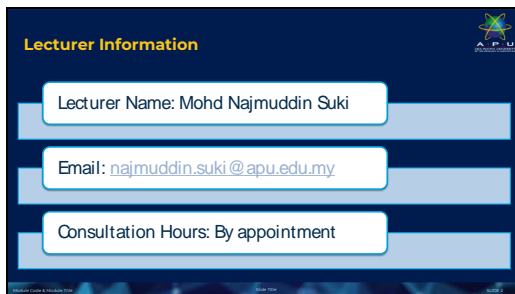 Lecturer Information
A P U
Lecturer Name: Mohd Najmuddin Suki
Email: najmuddin.suki@apu.edu.my
Consultation Hours: By appointment
Module Code & Module Title
Slide Title
SLIDE 2